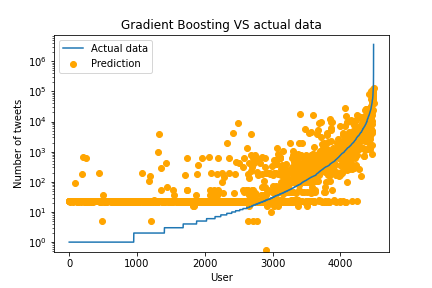 Gradient Boosting VS actual data
Actual data
Prediction
Number of tweets
10⁶
10⁵
10⁴
10³
10²
10¹
10⁰
0 1000 2000 3000 4000
User